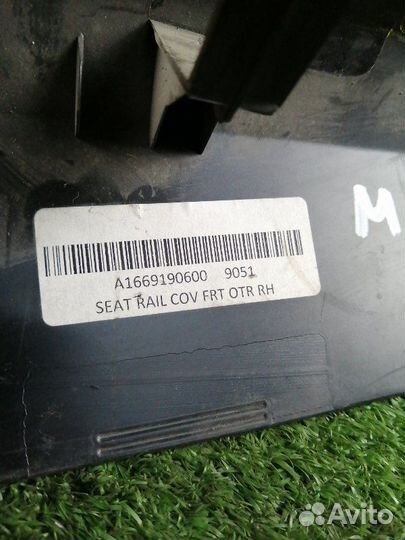 M
A1669190600 9051
SEAT RAIL COV FRT OTR RH
Avito